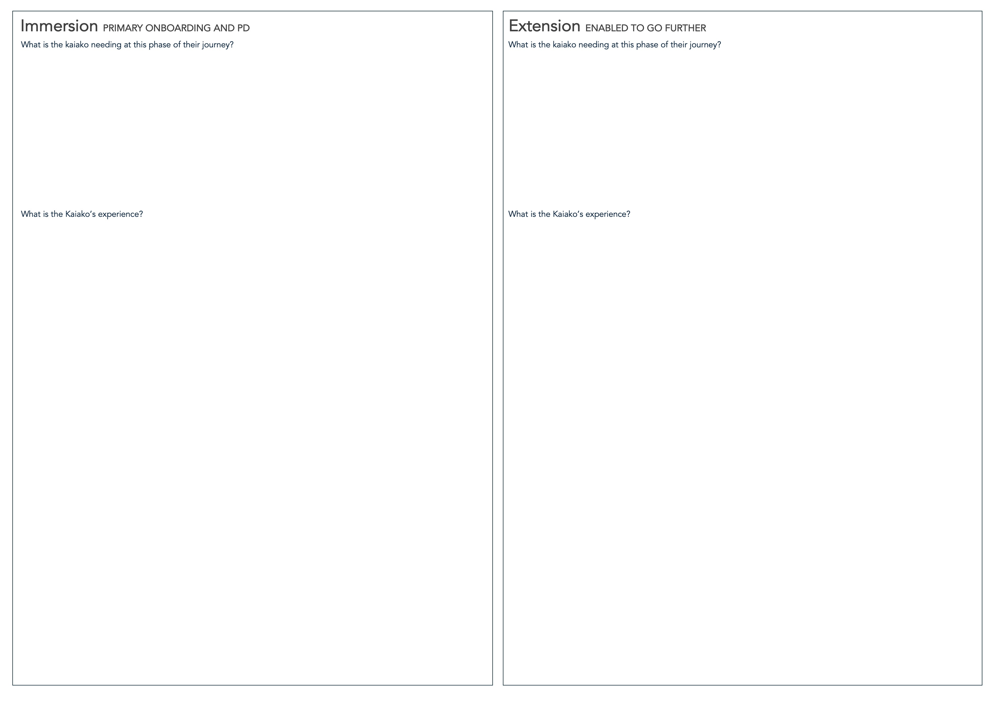 Immersion PRIMARY ONBOARDING AND PD
What is the kaiako needing at this phase of their journey?
What is the Kaiako’s experience?
Extension ENABLED TO GO FURTHER
What is the kaiako needing at this phase of their journey?
What is the Kaiako’s experience?